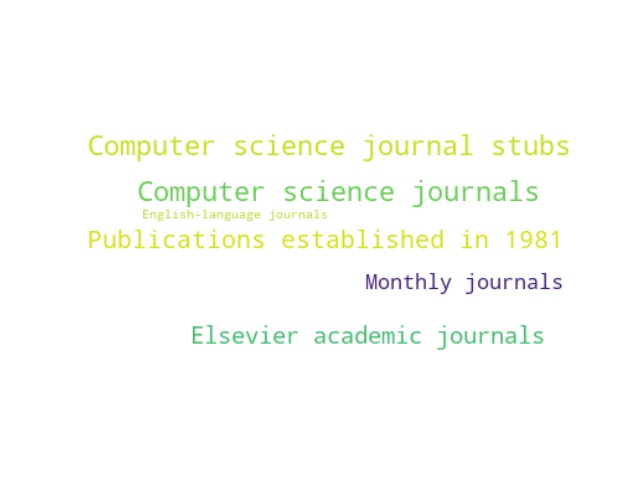 Computer science journal stubs
Computer science journals
English-language journals
Publications established in 1981
Monthly journals
Elsevier academic journals